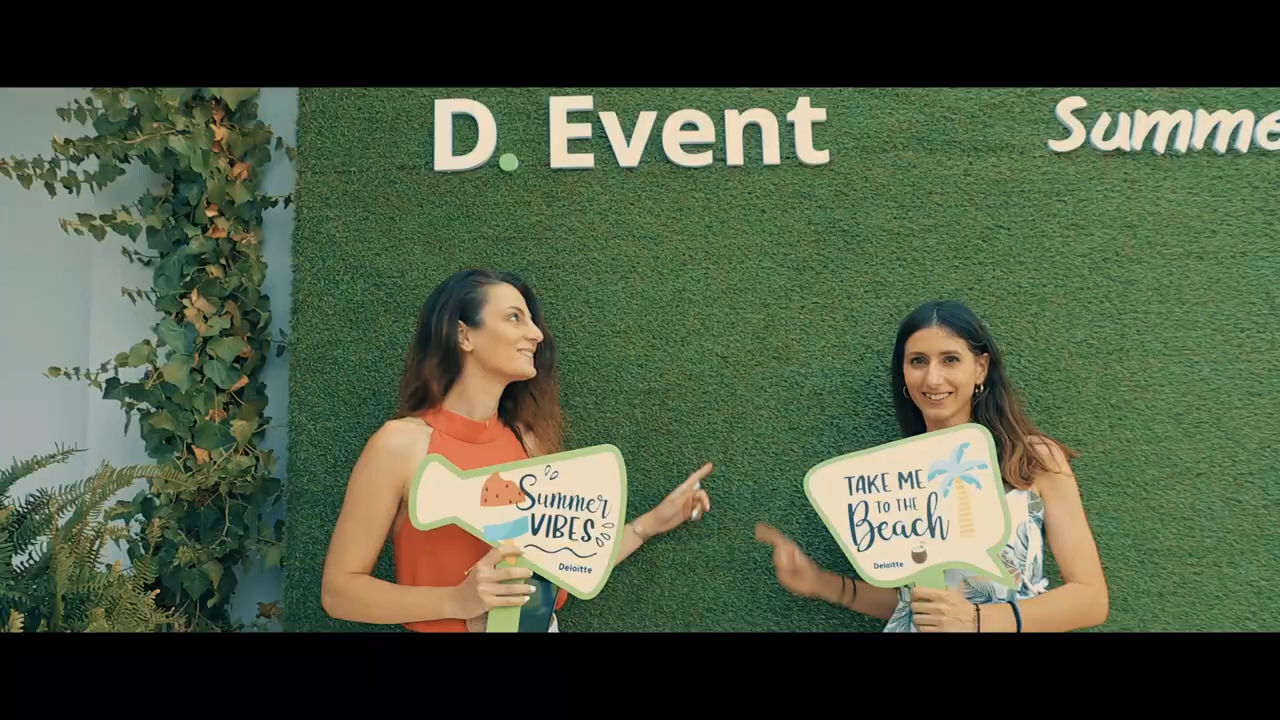 D. Event
Summe
Summer
VIBES
Deloitte
TAKE ME
TO THE
Beach
Deloitte